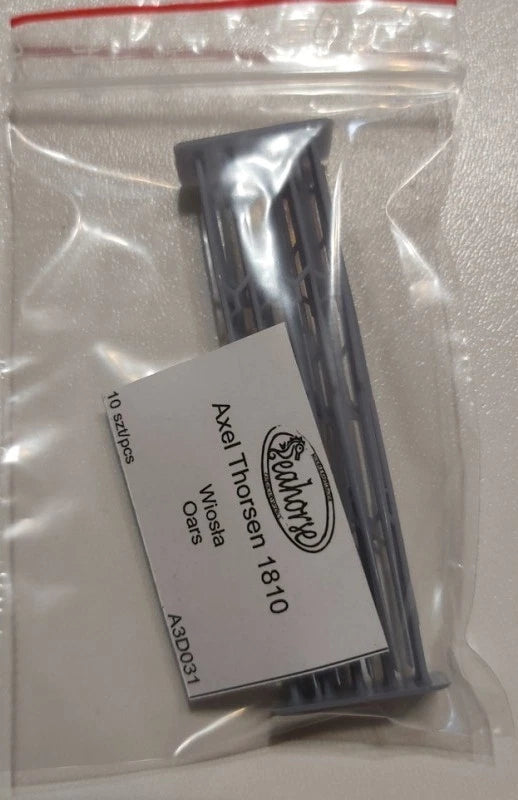 Seahorse
Axel Thorsen 1810
Wiosła
Oars
10 szt/pcs
A3D031